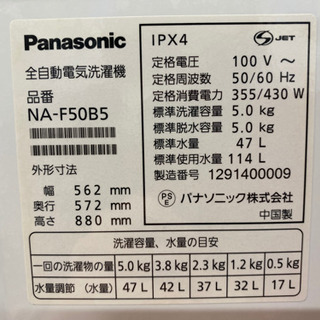 Panasonic
全自動電気洗濯機
品番
NA-F50B5
外形寸法
幅 562 mm
奥行 572 mm
高さ 880 mm
IPX4
S JET
定格電圧 100 V ～
定格周波数 50/60 Hz
定格消費電力 355/430 W
標準洗濯容量 5.0 kg
標準脱水容量 5.0 kg
標準水量 47 L
標準使用水量 114 L
製造番号 1291400009
PSE パナソニック株式会社
中国製
洗濯容量、水量の目安
一回の洗濯物の量 5.0 kg 3.8 kg 2.3 kg 1.2 kg 0.5 kg
水量調節（水量） 47 L 42 L 37 L 32 L 17 L